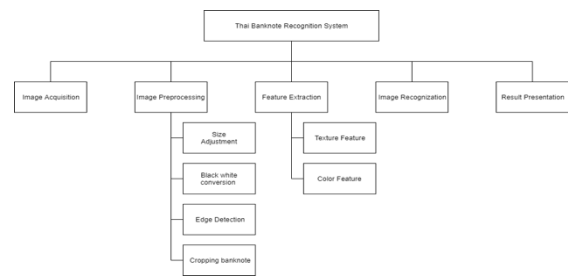 Thai Banknote Recognition System
Image Acquisition
Image Preprocessing
Feature Extraction
Image Recognization
Result Presentation
Size
Adjustment
Black white
conversion
Edge Detection
Cropping banknote
Texture Feature
Color Feature